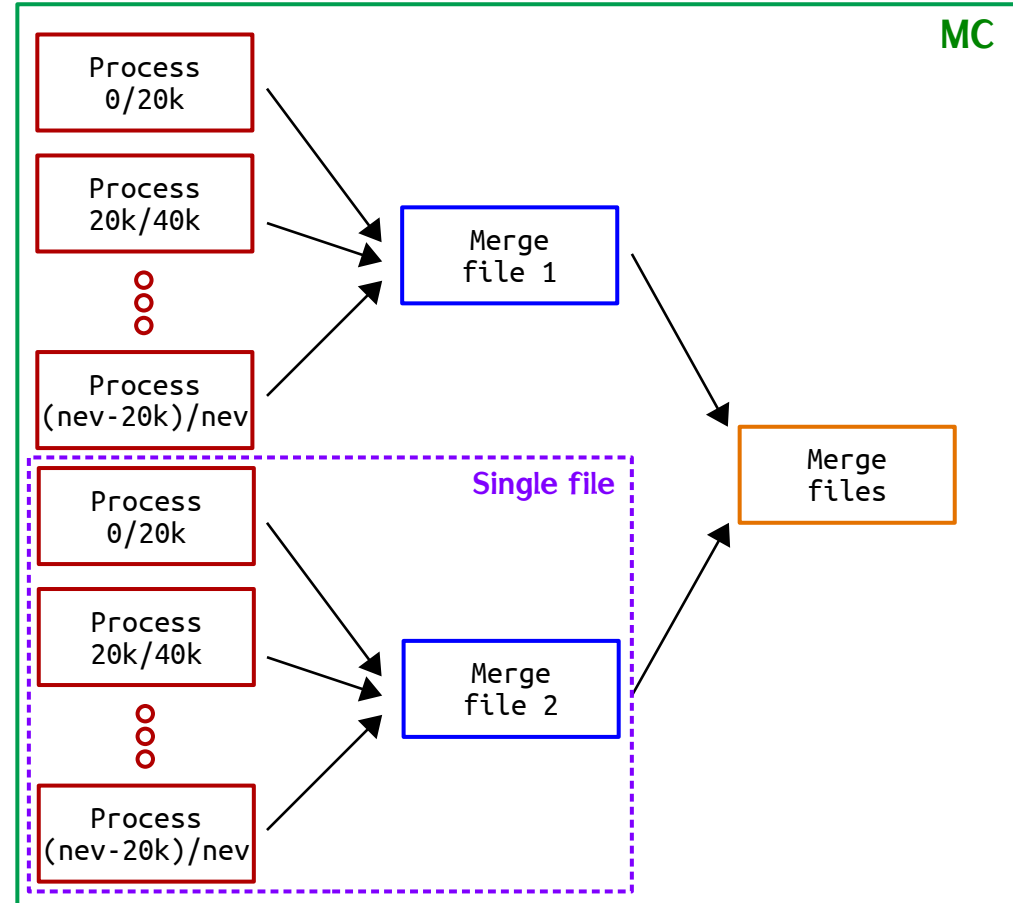 MC
Process
0/20k
Process
20k/40k
Merge
file 1
Process
(nev-20k)/nev
Merge
files
Single file
Process
0/20k
Process
20k/40k
Merge
file 2
Process
(nev-20k)/nev